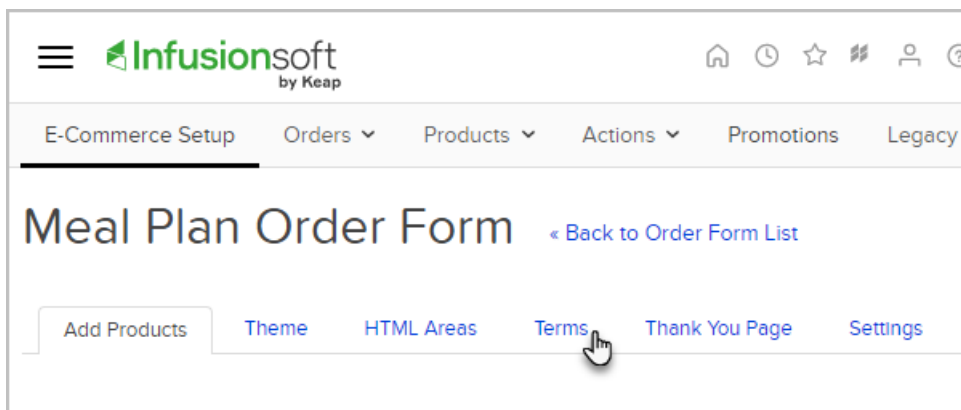 Infusionsoft
by Keap
E-Commerce Setup Orders Products Actions Promotions Legacy
Meal Plan Order Form « Back to Order Form List
Add Products Theme HTML Areas Terms Thank You Page Settings